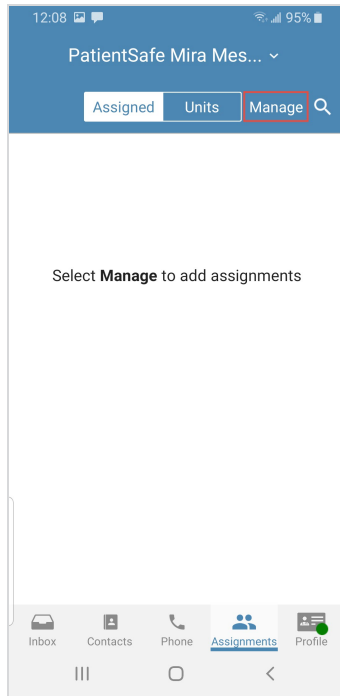 12:08 95%
PatientSafe Mira Mes...
Assigned Units Manage
Select Manage to add assignments
Inbox Contacts Phone Assignments Profile